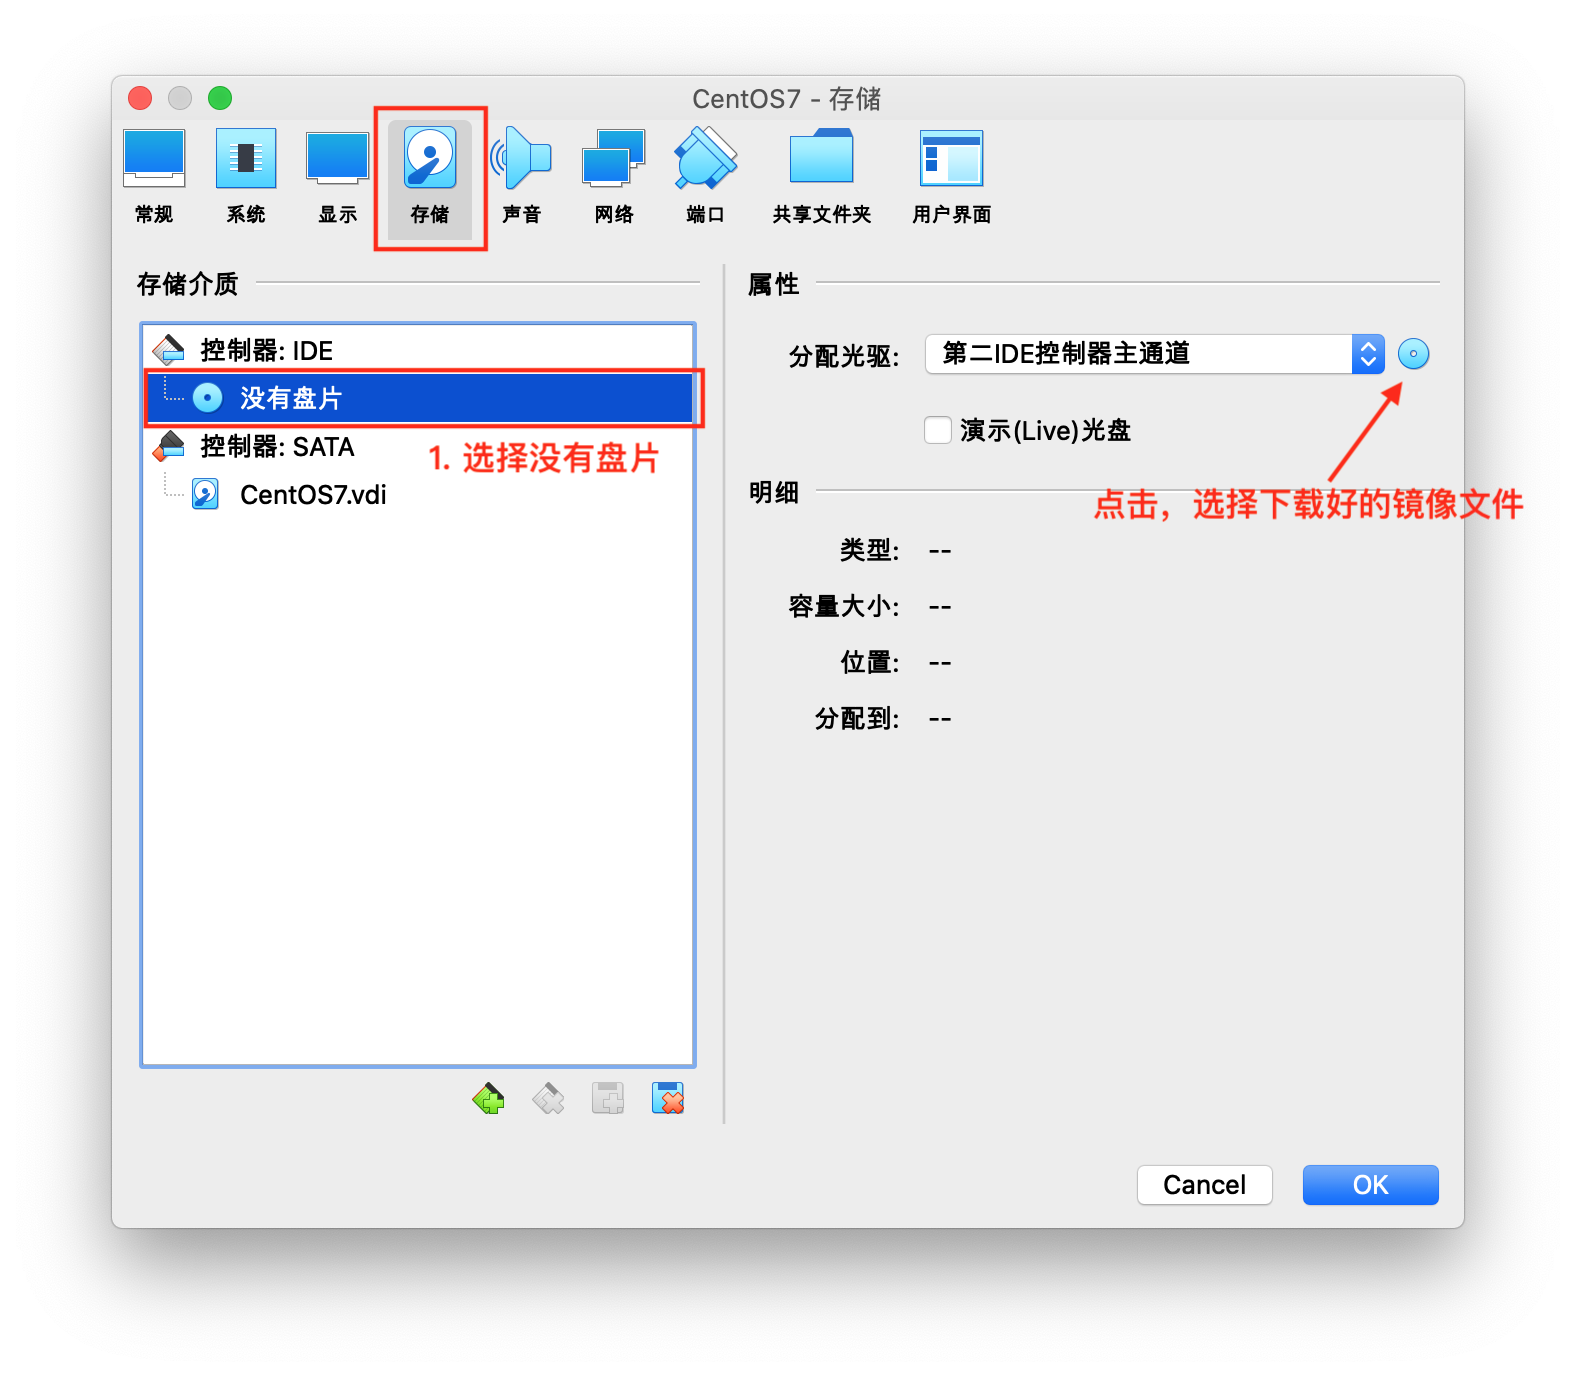 CentOS7 - 存储
常规
系统
显示
存储
声音
网络
端口
共享文件夹
用户界面
存储介质
控制器: IDE
没有盘片
控制器: SATA
1. 选择没有盘片
CentOS7.vdi
属性
分配光驱: 第二IDE控制器主通道
演示(Live)光盘
点击，选择下载好的镜像文件
明细
类型: --
容量大小: --
位置: --
分配到: --
Cancel
OK